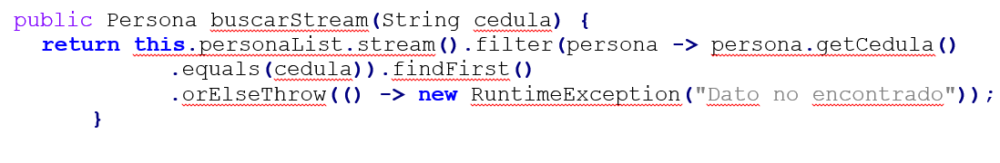 public Persona buscarStream(String cedula) {
return this.personaList.stream().filter(persona -> persona.getCedula()
.equals(cedula)).findFirst()
.orElseThrow(() -> new RuntimeException("Dato no encontrado"));
}